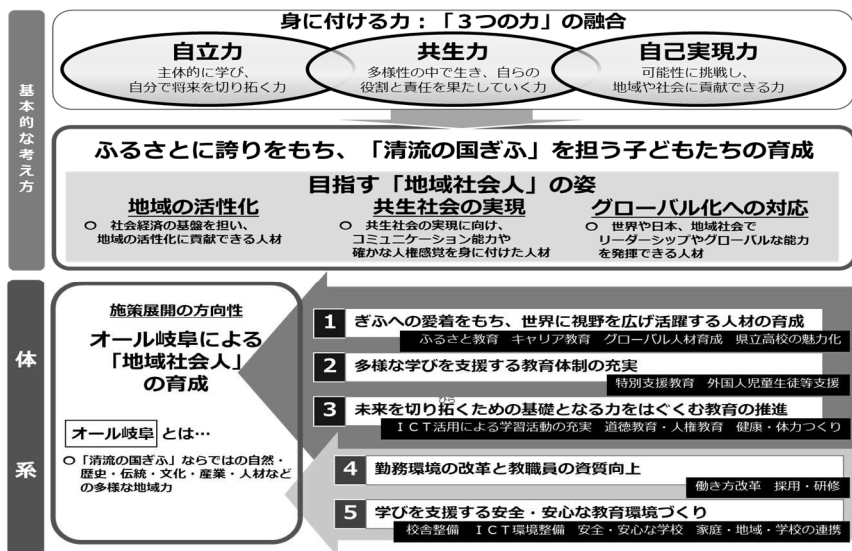 身に付ける力：「３つの力」の融合
自立力
主体的に学び、
自分で将来を切り拓く力
共生力
多様性の中で生き、自らの
役割と責任を果たしていく力
自己実現力
可能性に挑戦し、
地域や社会に貢献できる力
基本的な考え方
ふるさとに誇りをもち、「清流の国ぎふ」を担う子どもたちの育成
目指す「地域社会人」の姿
地域の活性化
○ 社会経済の基盤を担い、
地域の活性化に貢献できる人材
共生社会の実現
○ 共生社会の実現に向け、
コミュニケーション能力や
確かな人権感覚を身に付けた人材
グローバル化への対応
○ 世界や日本、地域社会で
リーダーシップやグローバルな能力
を発揮できる人材
体系
施策展開の方向性
オール岐阜による
「地域社会人」
の育成
オール岐阜 とは…
○「清流の国ぎふ」ならではの自然・
歴史・伝統・文化・産業・人材など
の多様な地域力
1 ぎふへの愛着をもち、世界に視野を広げ活躍する人材の育成
ふるさと教育 キャリア教育 グローバル人材育成 県立高校の魅力化
2 多様な学びを支援する教育体制の充実
特別支援教育 外国人児童生徒等支援
ひら
3 未来を切り拓くための基礎となる力をはぐくむ教育の推進
ＩＣＴ活用による学習活動の充実 道徳教育・人権教育 健康・体力つくり
4 勤務環境の改革と教職員の資質向上
働き方改革 採用・研修
5 学びを支援する安全・安心な教育環境づくり
校舎整備 ＩＣＴ環境整備 安全・安心な学校 家庭・地域・学校の連携